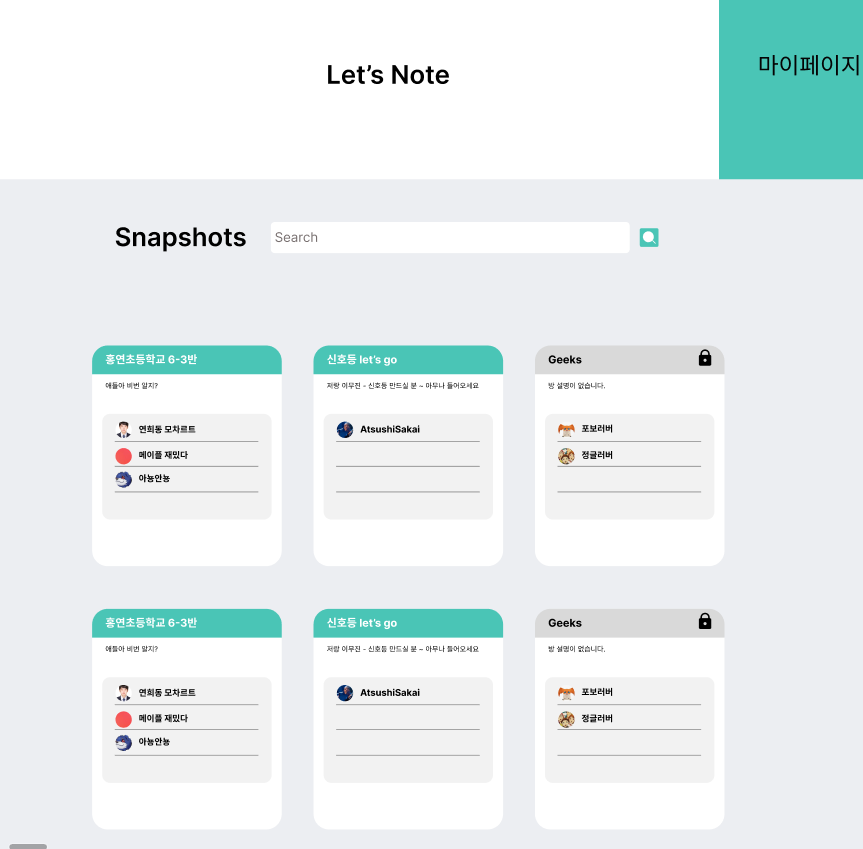 Let's Note
마이페이지
Snapshots
Search
홍연초등학교 6-3반
얘들아 비번 알지?
연희동 모차르트
메이플 재밌다
아뇽안뇽
신호등 let's go
저랑 이무진 - 신호등 만드실 분 ~ 아무나 들어오세요
AtsushiSakai
Geeks
방 설명이 없습니다.
포보러버
정글러버
홍연초등학교 6-3반
얘들아 비번 알지?
연희동 모차르트
메이플 재밌다
아뇽안뇽
신호등 let's go
저랑 이무진 - 신호등 만드실 분 ~ 아무나 들어오세요
AtsushiSakai
Geeks
방 설명이 없습니다.
포보러버
정글러버